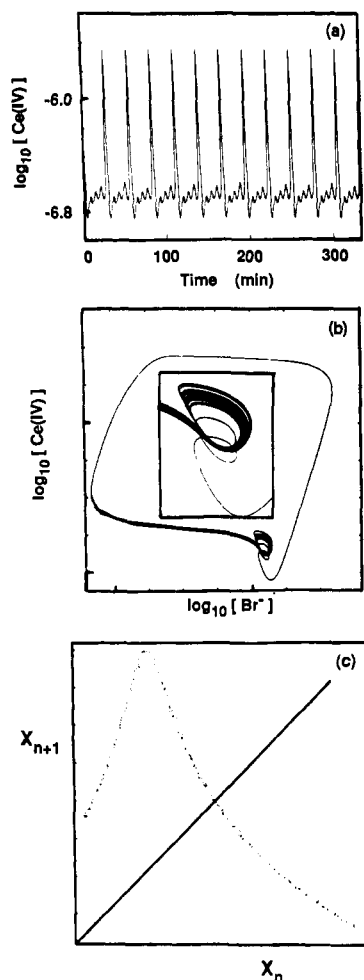 (a)
log10 [ Ce(IV) ]
-6.0
-6.8
0 100 200 300
Time (min)
(b)
log10 [ Ce(IV) ]
log10 [ Br- ]
(c)
Xn+1
Xn